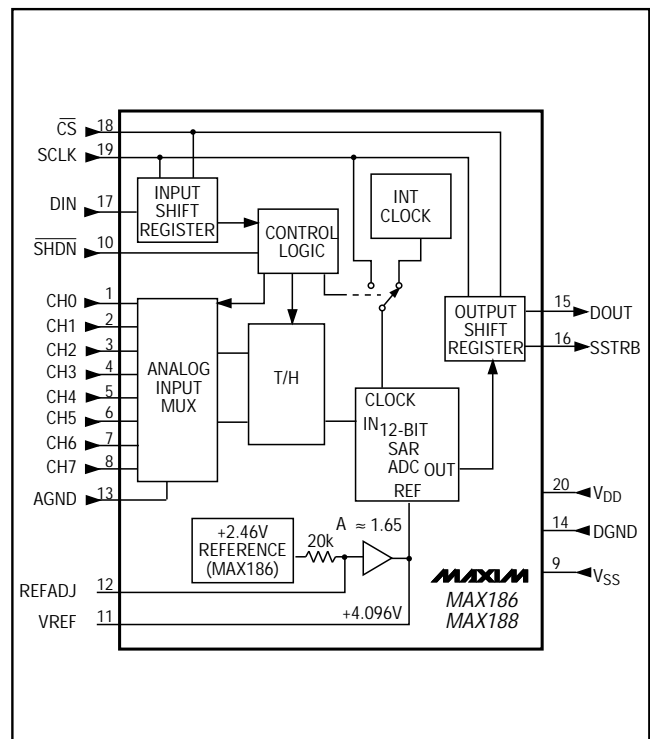 CS 18
SCLK 19
DIN 17
SHDN 10
CH0 1
CH1 2
CH2 3
CH3 4
CH4 5
CH5 6
CH6 7
CH7 8
AGND 13
REFADJ 12
VREF 11
INPUT
SHIFT
REGISTER
CONTROL
LOGIC
INT
CLOCK
ANALOG
INPUT
MUX
T/H
CLOCK
IN 12-BIT
SAR
ADC OUT
REF
OUTPUT
SHIFT
REGISTER
15 DOUT
16 SSTRB
20 VDD
14 DGND
9 VSS
+2.46V
REFERENCE
(MAX186)
20k
A ≈ 1.65
+4.096V
MAXIM
MAX186
MAX188